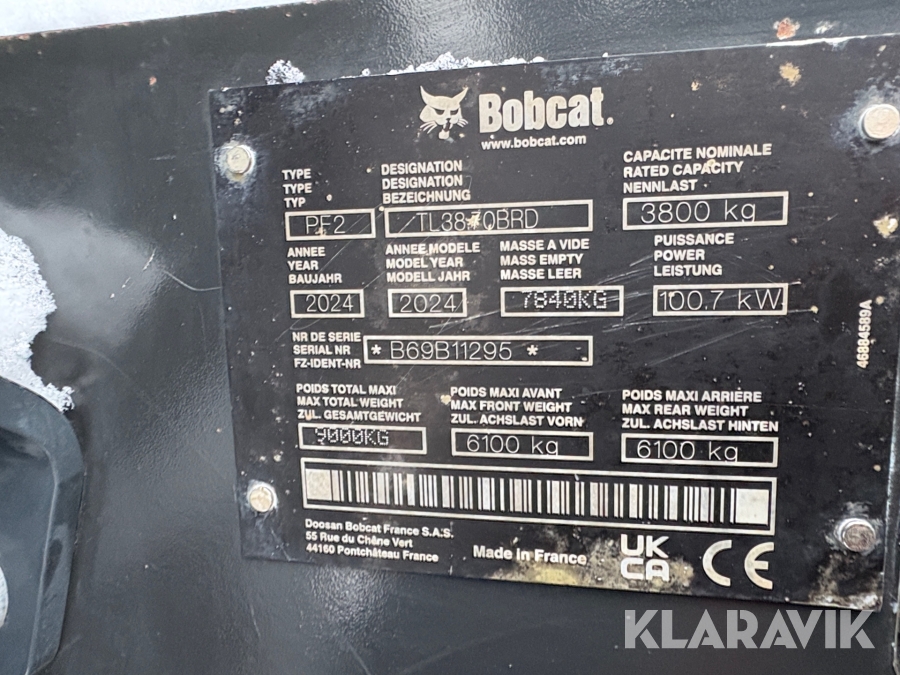 Bobcat.
www.bobcat.com
TYPE
TYPE
TYP
PF2
DESIGNATION
DESIGNATION
BEZEICHNUNG
TL38.70BRD
CAPACITE NOMINALE
RATED CAPACITY
NENNLAST
3800 kg
ANNEE
YEAR
BAUJAHR
2024
ANNEE MODELE
MODEL YEAR
MODELL JAHR
2024
MASSE A VIDE
MASS EMPTY
MASSE LEER
7840KG
PUISSANCE
POWER
LEISTUNG
100.7 kW
NR DE SERIE
SERIAL NR
FZ-IDENT-NR
* B69B11295 *
46884589A
POIDS TOTAL MAXI
MAX TOTAL WEIGHT
ZUL. GESAMTGEWICHT
9000KG
POIDS MAXI AVANT
MAX FRONT WEIGHT
ZUL. ACHSLAST VORN
6100 kg
POIDS MAXI ARRIÈRE
MAX REAR WEIGHT
ZUL. ACHSLAST HINTEN
6100 kg
Doosan Bobcat France S.A.S.
55 Rue du Chêne Vert
44160 Pontchâteau France
Made in France
UK
CA
CE
KLARAVIK